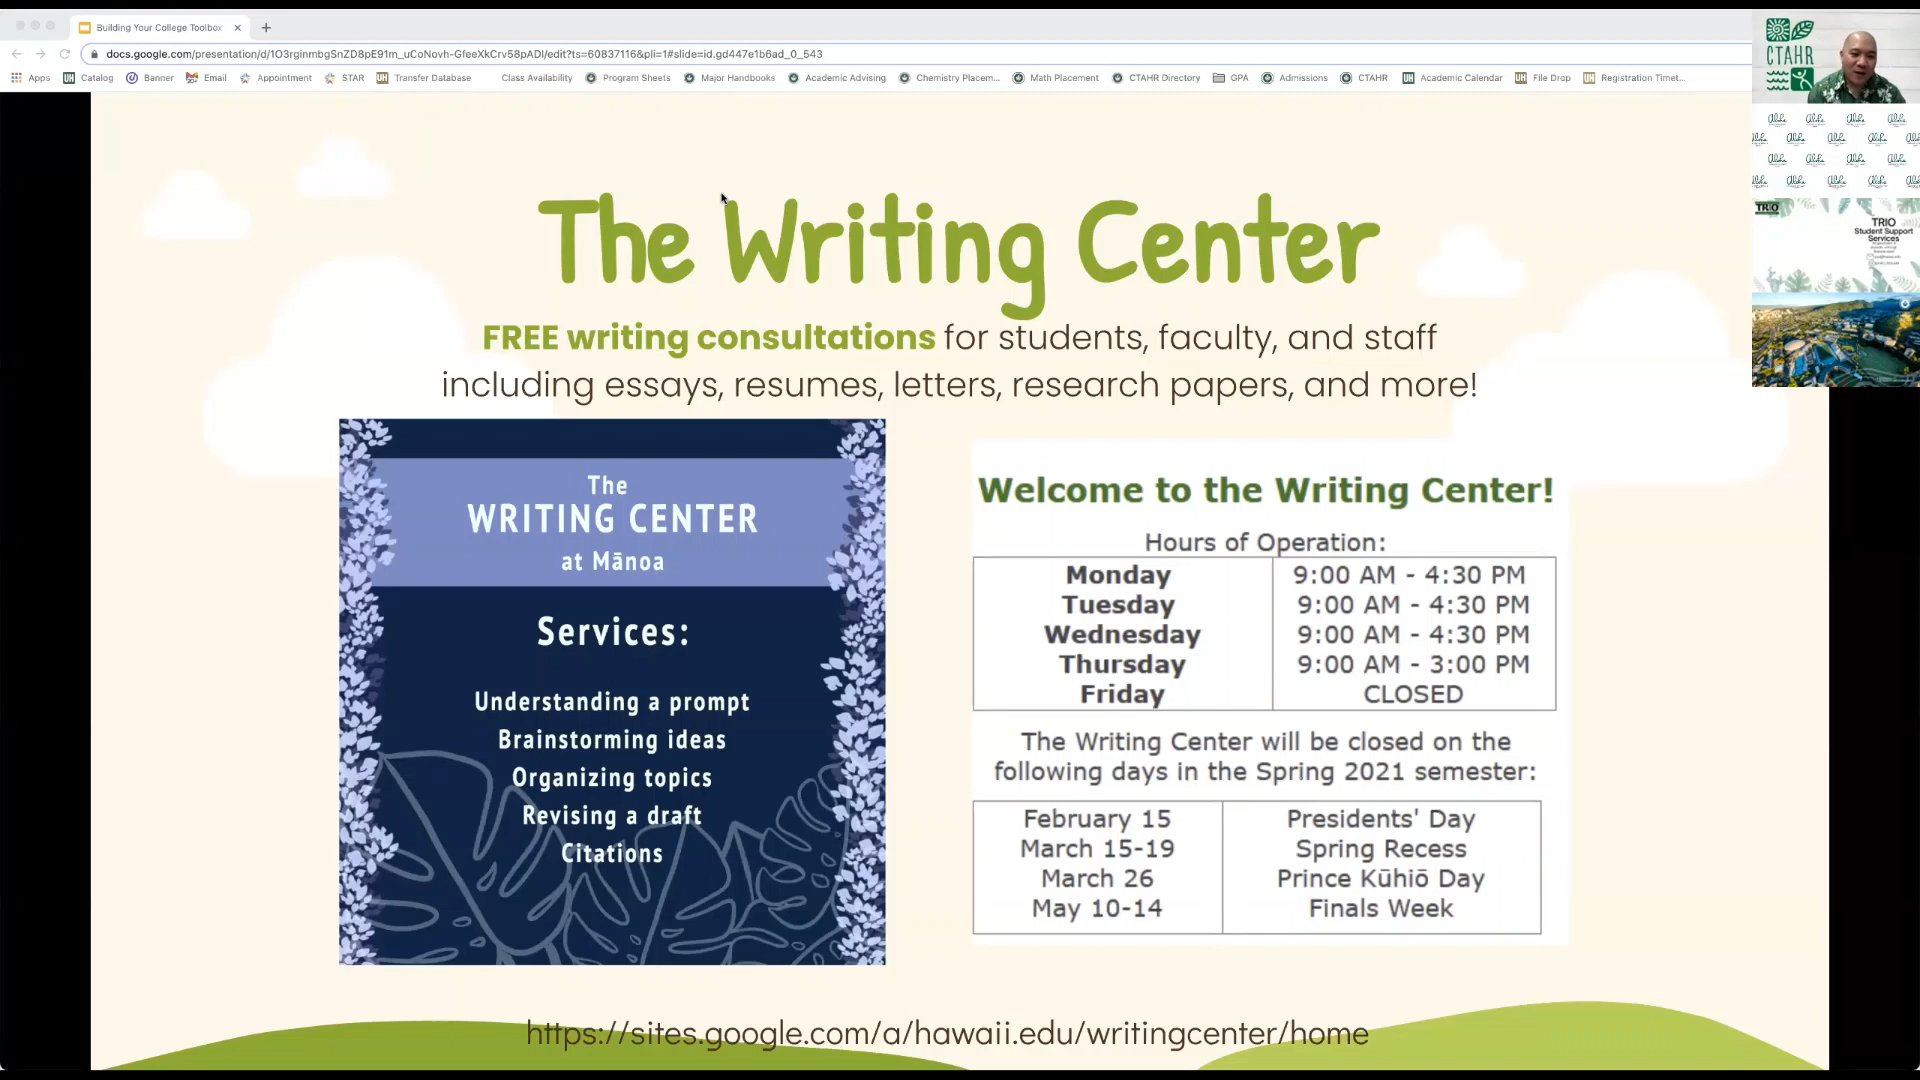 Building Your College Toolbox
docs.google.com/presentation/d/1O3rginrnbgSnZD8pE91m_uCoNovh-GfeeXkCrv58pADI/edit?ts=60837116&pli=1#slide=id.gd447e1b6ad_0_543
Apps Catalog Banner Email Appointment STAR Transfer Database Class Availability Program Sheets Major Handbooks Academic Advising Chemistry Placem... Math Placement CTAHR Directory GPA Admissions CTAHR Academic Calendar File Drop Registration Timet...
CTAHR
TRIO
TRIO
Student Support
Services
The Writing Center
FREE writing consultations for students, faculty, and staff
including essays, resumes, letters, research papers, and more!
The
WRITING CENTER
at Mānoa
Services:
Understanding a prompt
Brainstorming ideas
Organizing topics
Revising a draft
Citations
Welcome to the Writing Center!
Hours of Operation:
Monday 9:00 AM - 4:30 PM
Tuesday 9:00 AM - 4:30 PM
Wednesday 9:00 AM - 4:30 PM
Thursday 9:00 AM - 3:00 PM
Friday CLOSED
The Writing Center will be closed on the
following days in the Spring 2021 semester:
February 15 Presidents' Day
March 15-19 Spring Recess
March 26 Prince Kūhiō Day
May 10-14 Finals Week
https://sites.google.com/a/hawaii.edu/writingcenter/home